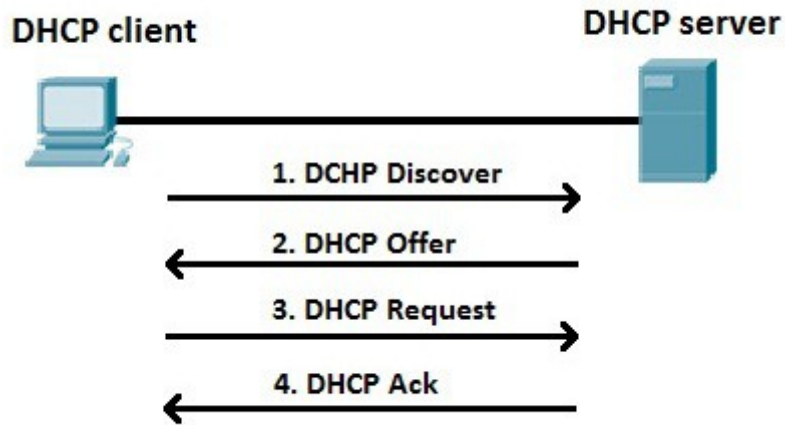 DHCP client
DHCP server
1. DCHP Discover
2. DHCP Offer
3. DHCP Request
4. DHCP Ack